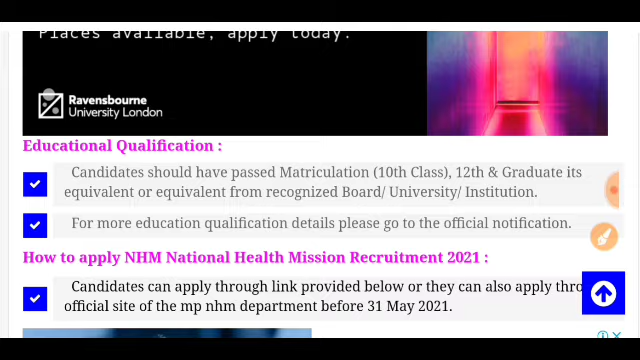 Places available, apply today.
Ravensbourne
University London
Educational Qualification :
Candidates should have passed Matriculation (10th Class), 12th & Graduate its
equivalent or equivalent from recognized Board/ University/ Institution.
For more education qualification details please go to the official notification.
How to apply NHM National Health Mission Recruitment 2021 :
Candidates can apply through link provided below or they can also apply thro
official site of the mp nhm department before 31 May 2021.